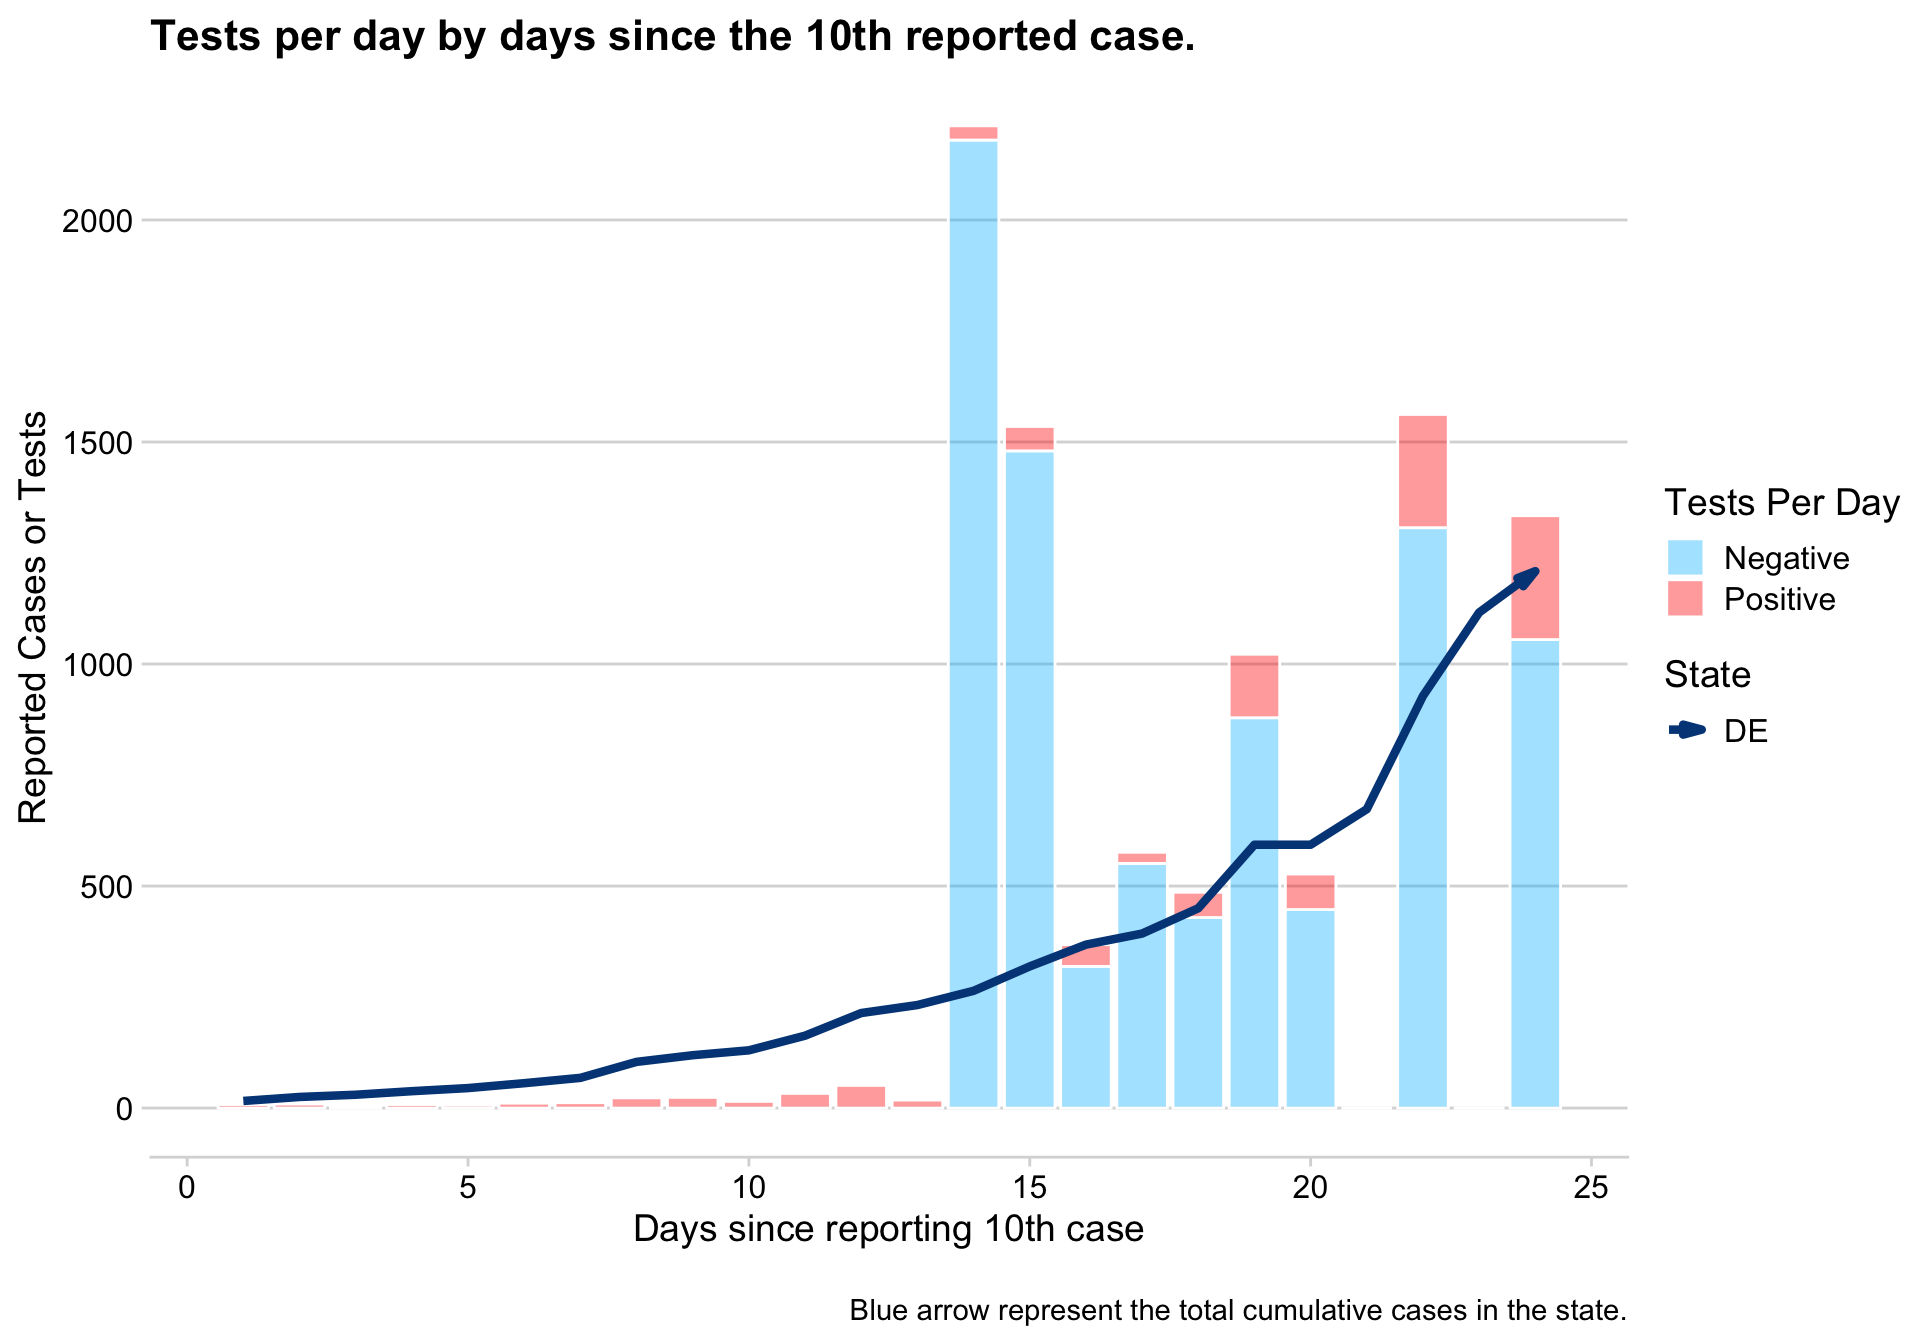 Tests per day by days since the 10th reported case.
Reported Cases or Tests
2000
1500
1000
500
0
0 5 10 15 20 25
Days since reporting 10th case
Tests Per Day
Negative
Positive
State
DE
Blue arrow represent the total cumulative cases in the state.